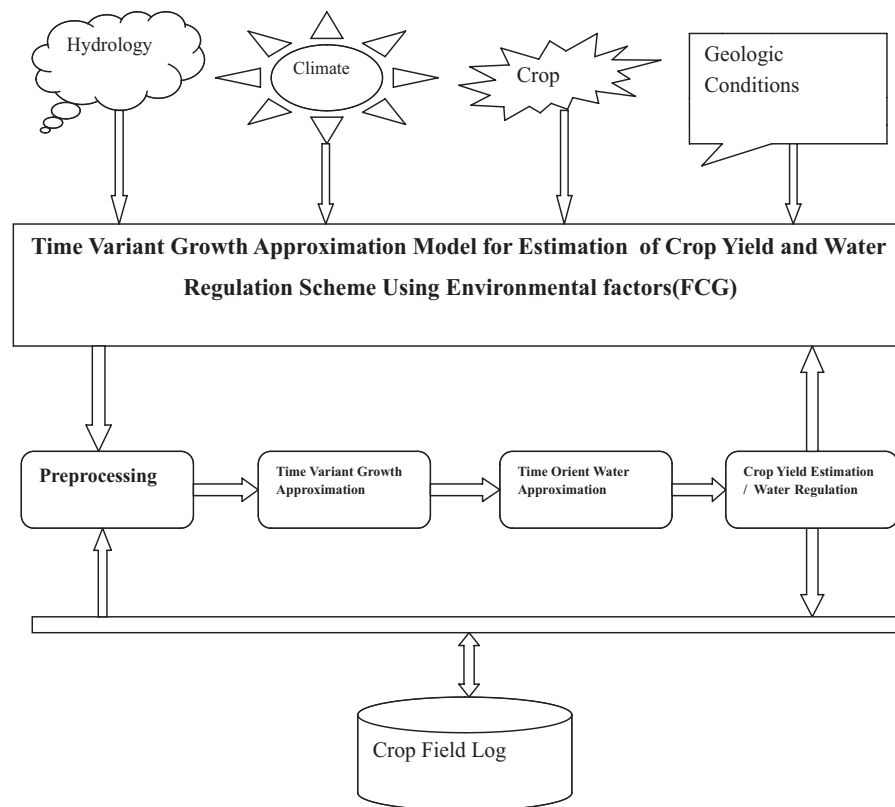 Hydrology
Climate
Crop
Geologic
Conditions
Time Variant Growth Approximation Model for Estimation of Crop Yield and Water
Regulation Scheme Using Environmental factors(FCG)
Preprocessing
Time Variant Growth
Approximation
Time Orient Water
Approximation
Crop Yield Estimation
/ Water Regulation
Crop Field Log